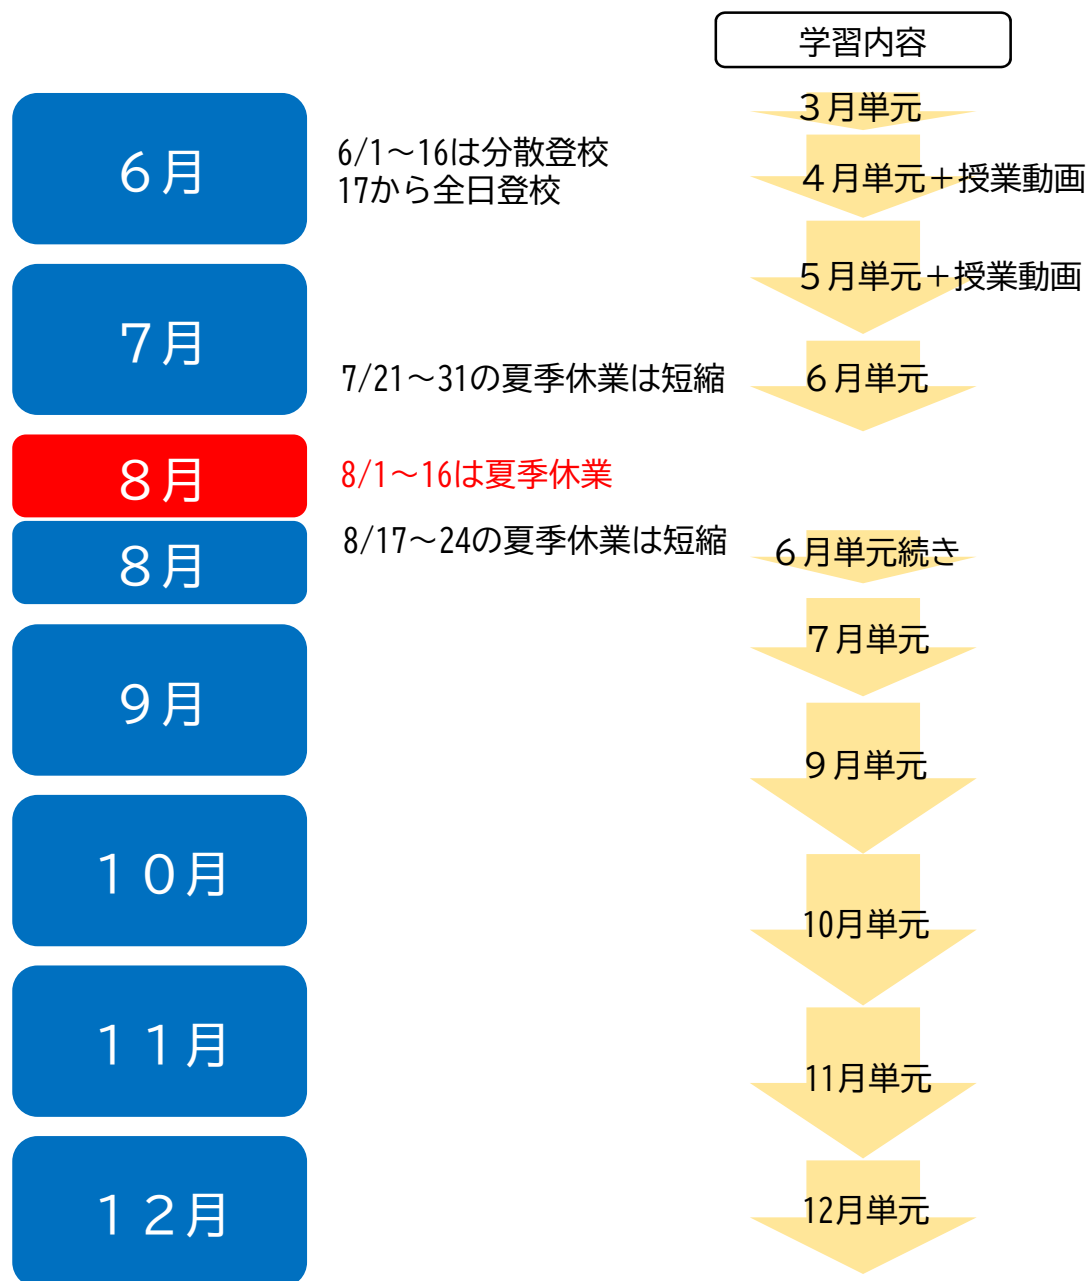 学習内容
６月
6/1～16は分散登校
17から全日登校
３月単元
４月単元＋授業動画
５月単元＋授業動画
７月
7/21～31の夏季休業は短縮
６月単元
８月
8/1～16は夏季休業
８月
8/17～24の夏季休業は短縮
６月単元続き
７月単元
９月
９月単元
１０月
10月単元
１１月
11月単元
１２月
12月単元